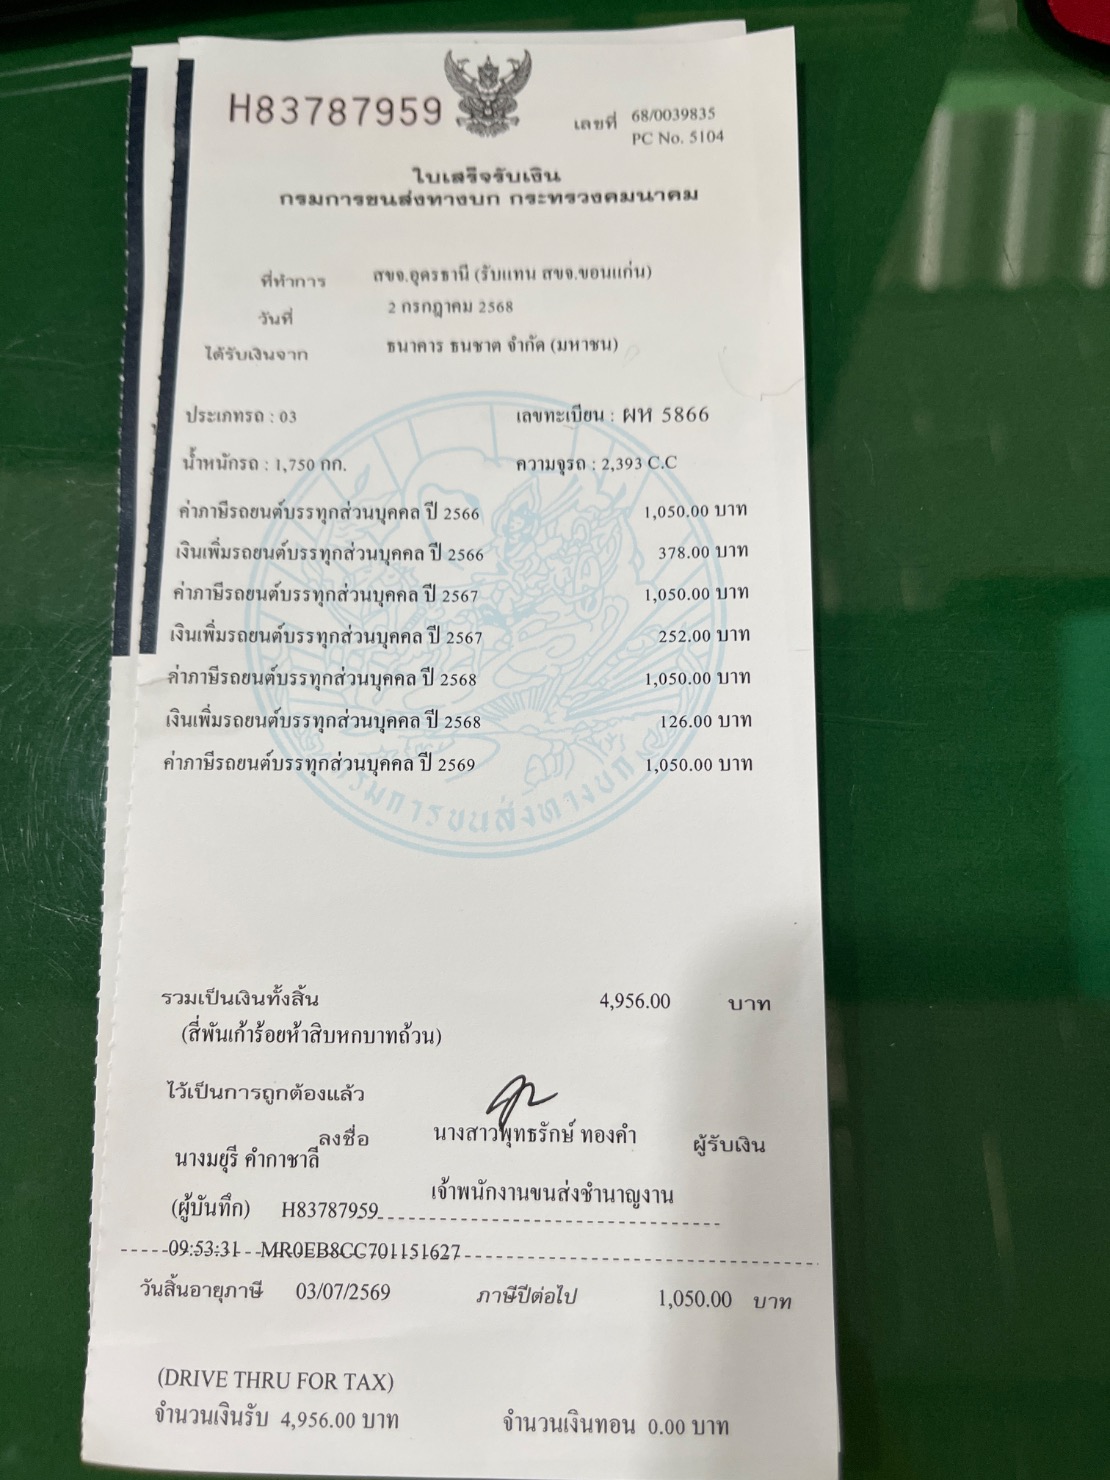 H83787959
เลขที่ 68/0039835
PC No. 5104
ใบเสร็จรับเงิน
กรมการขนส่งทางบก กระทรวงคมนาคม
ที่ทำการ สขจ.อุดรธานี (รับแทน สขจ.ขอนแก่น)
วันที่ 2 กรกฎาคม 2568
ได้รับเงินจาก ธนาคาร ธนชาต จำกัด (มหาชน)
ประเภทรถ : 03 เลขทะเบียน : ผห 5866
น้ำหนักรถ : 1,750 กก. ความจุรถ : 2,393 C.C
ค่าภาษีรถยนต์บรรทุกส่วนบุคคล ปี 2566 1,050.00 บาท
เงินเพิ่มรถยนต์บรรทุกส่วนบุคคล ปี 2566 378.00 บาท
ค่าภาษีรถยนต์บรรทุกส่วนบุคคล ปี 2567 1,050.00 บาท
เงินเพิ่มรถยนต์บรรทุกส่วนบุคคล ปี 2567 252.00 บาท
ค่าภาษีรถยนต์บรรทุกส่วนบุคคล ปี 2568 1,050.00 บาท
เงินเพิ่มรถยนต์บรรทุกส่วนบุคคล ปี 2568 126.00 บาท
ค่าภาษีรถยนต์บรรทุกส่วนบุคคล ปี 2569 1,050.00 บาท
กรมการขนส่งทางบก
รวมเป็นเงินทั้งสิ้น 4,956.00 บาท
(สี่พันเก้าร้อยห้าสิบหกบาทถ้วน)
ไว้เป็นการถูกต้องแล้ว
ลงชื่อ นางสาวพุทธรักษ์ ทองคำ ผู้รับเงิน
นางมยุรี คำกาชาลี
เจ้าพนักงานขนส่งชำนาญงาน
(ผู้บันทึก) H83787959
09:53:31 MR0EB8CC701151627
วันสิ้นอายุภาษี 03/07/2569 ภาษีปีต่อไป 1,050.00 บาท
(DRIVE THRU FOR TAX)
จำนวนเงินรับ 4,956.00 บาท จำนวนเงินทอน 0.00 บาท